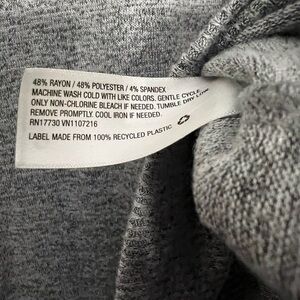 48% RAYON / 48% POLYESTER / 4% SPANDEX
MACHINE WASH COLD WITH LIKE COLORS. GENTLE CYCLE.
ONLY NON-CHLORINE BLEACH IF NEEDED. TUMBLE DRY LOW.
REMOVE PROMPTLY. COOL IRON IF NEEDED.
RN17730 VN1107216
LABEL MADE FROM 100% RECYCLED PLASTIC